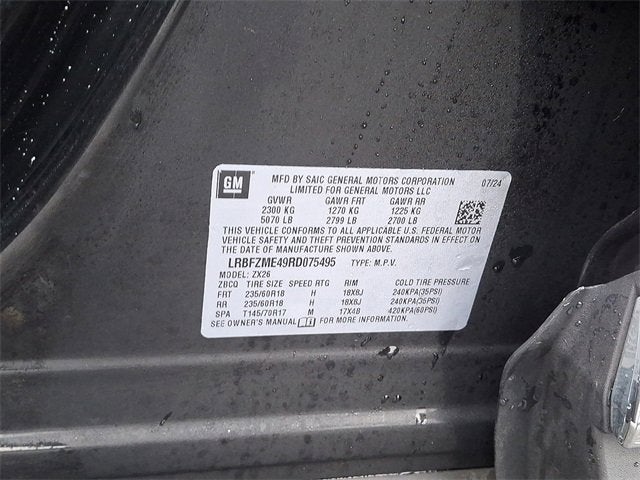 GM
MFD BY SAIC GENERAL MOTORS CORPORATION 07/24
LIMITED FOR GENERAL MOTORS LLC
GVWR GAWR FRT GAWR RR
2300 KG 1270 KG 1225 KG
5070 LB 2799 LB 2700 LB
THIS VEHICLE CONFORMS TO ALL APPLICABLE U.S. FEDERAL MOTOR
VEHICLE SAFETY AND THEFT PREVENTION STANDARDS IN EFFECT ON
THE DATE OF MANUFACTURE SHOWN ABOVE.
LRBFZME49RD075495 TYPE: M.P.V.
MODEL: ZX26
ZBCQ TIRE SIZE SPEED RTG RIM COLD TIRE PRESSURE
FRT 235/60R18 H 18X8J 240KPA(35PSI)
RR 235/60R18 H 18X8J 240KPA(35PSI)
SPA T145/70R17 M 17X4B 420KPA(60PSI)
SEE OWNER'S MANUAL FOR MORE INFORMATION.